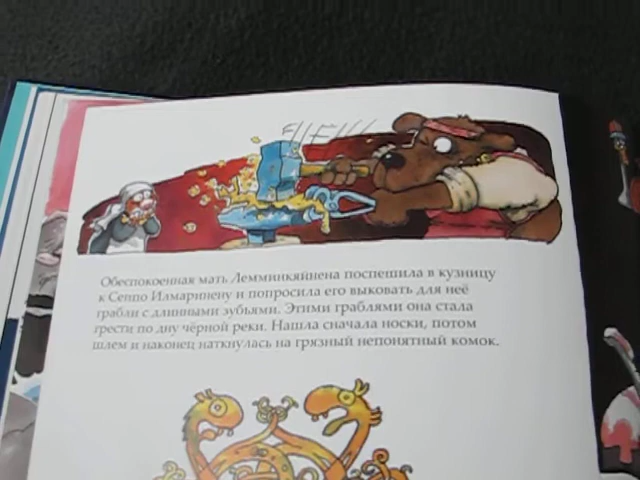 Обеспокоенная мать Лемминкяйнена поспешила в кузницу
к Сеппо Илмаринену и попросила его выковать для неё
грабли с длинными зубьями. Этими граблями она стала
грести по дну чёрной реки. Нашла сначала носки, потом
шлем и наконец наткнулась на грязный непонятный комок.